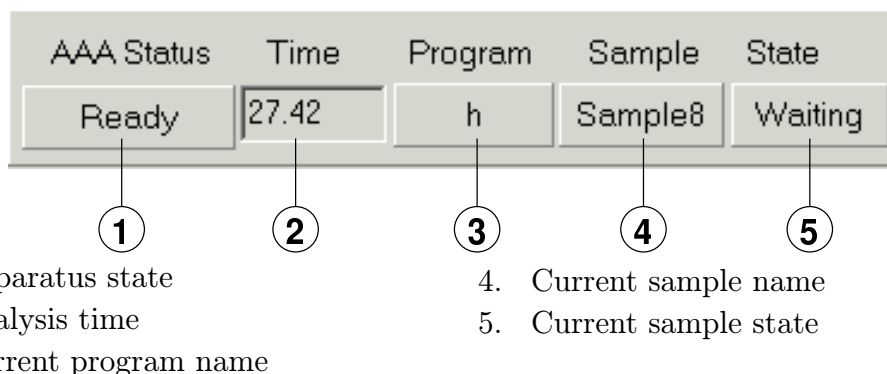 AAA Status Time Program Sample State
Ready 27.42 h Sample8 Waiting
1 2 3 4 5
paratus state
alysis time
rrent program name
4. Current sample name
5. Current sample state